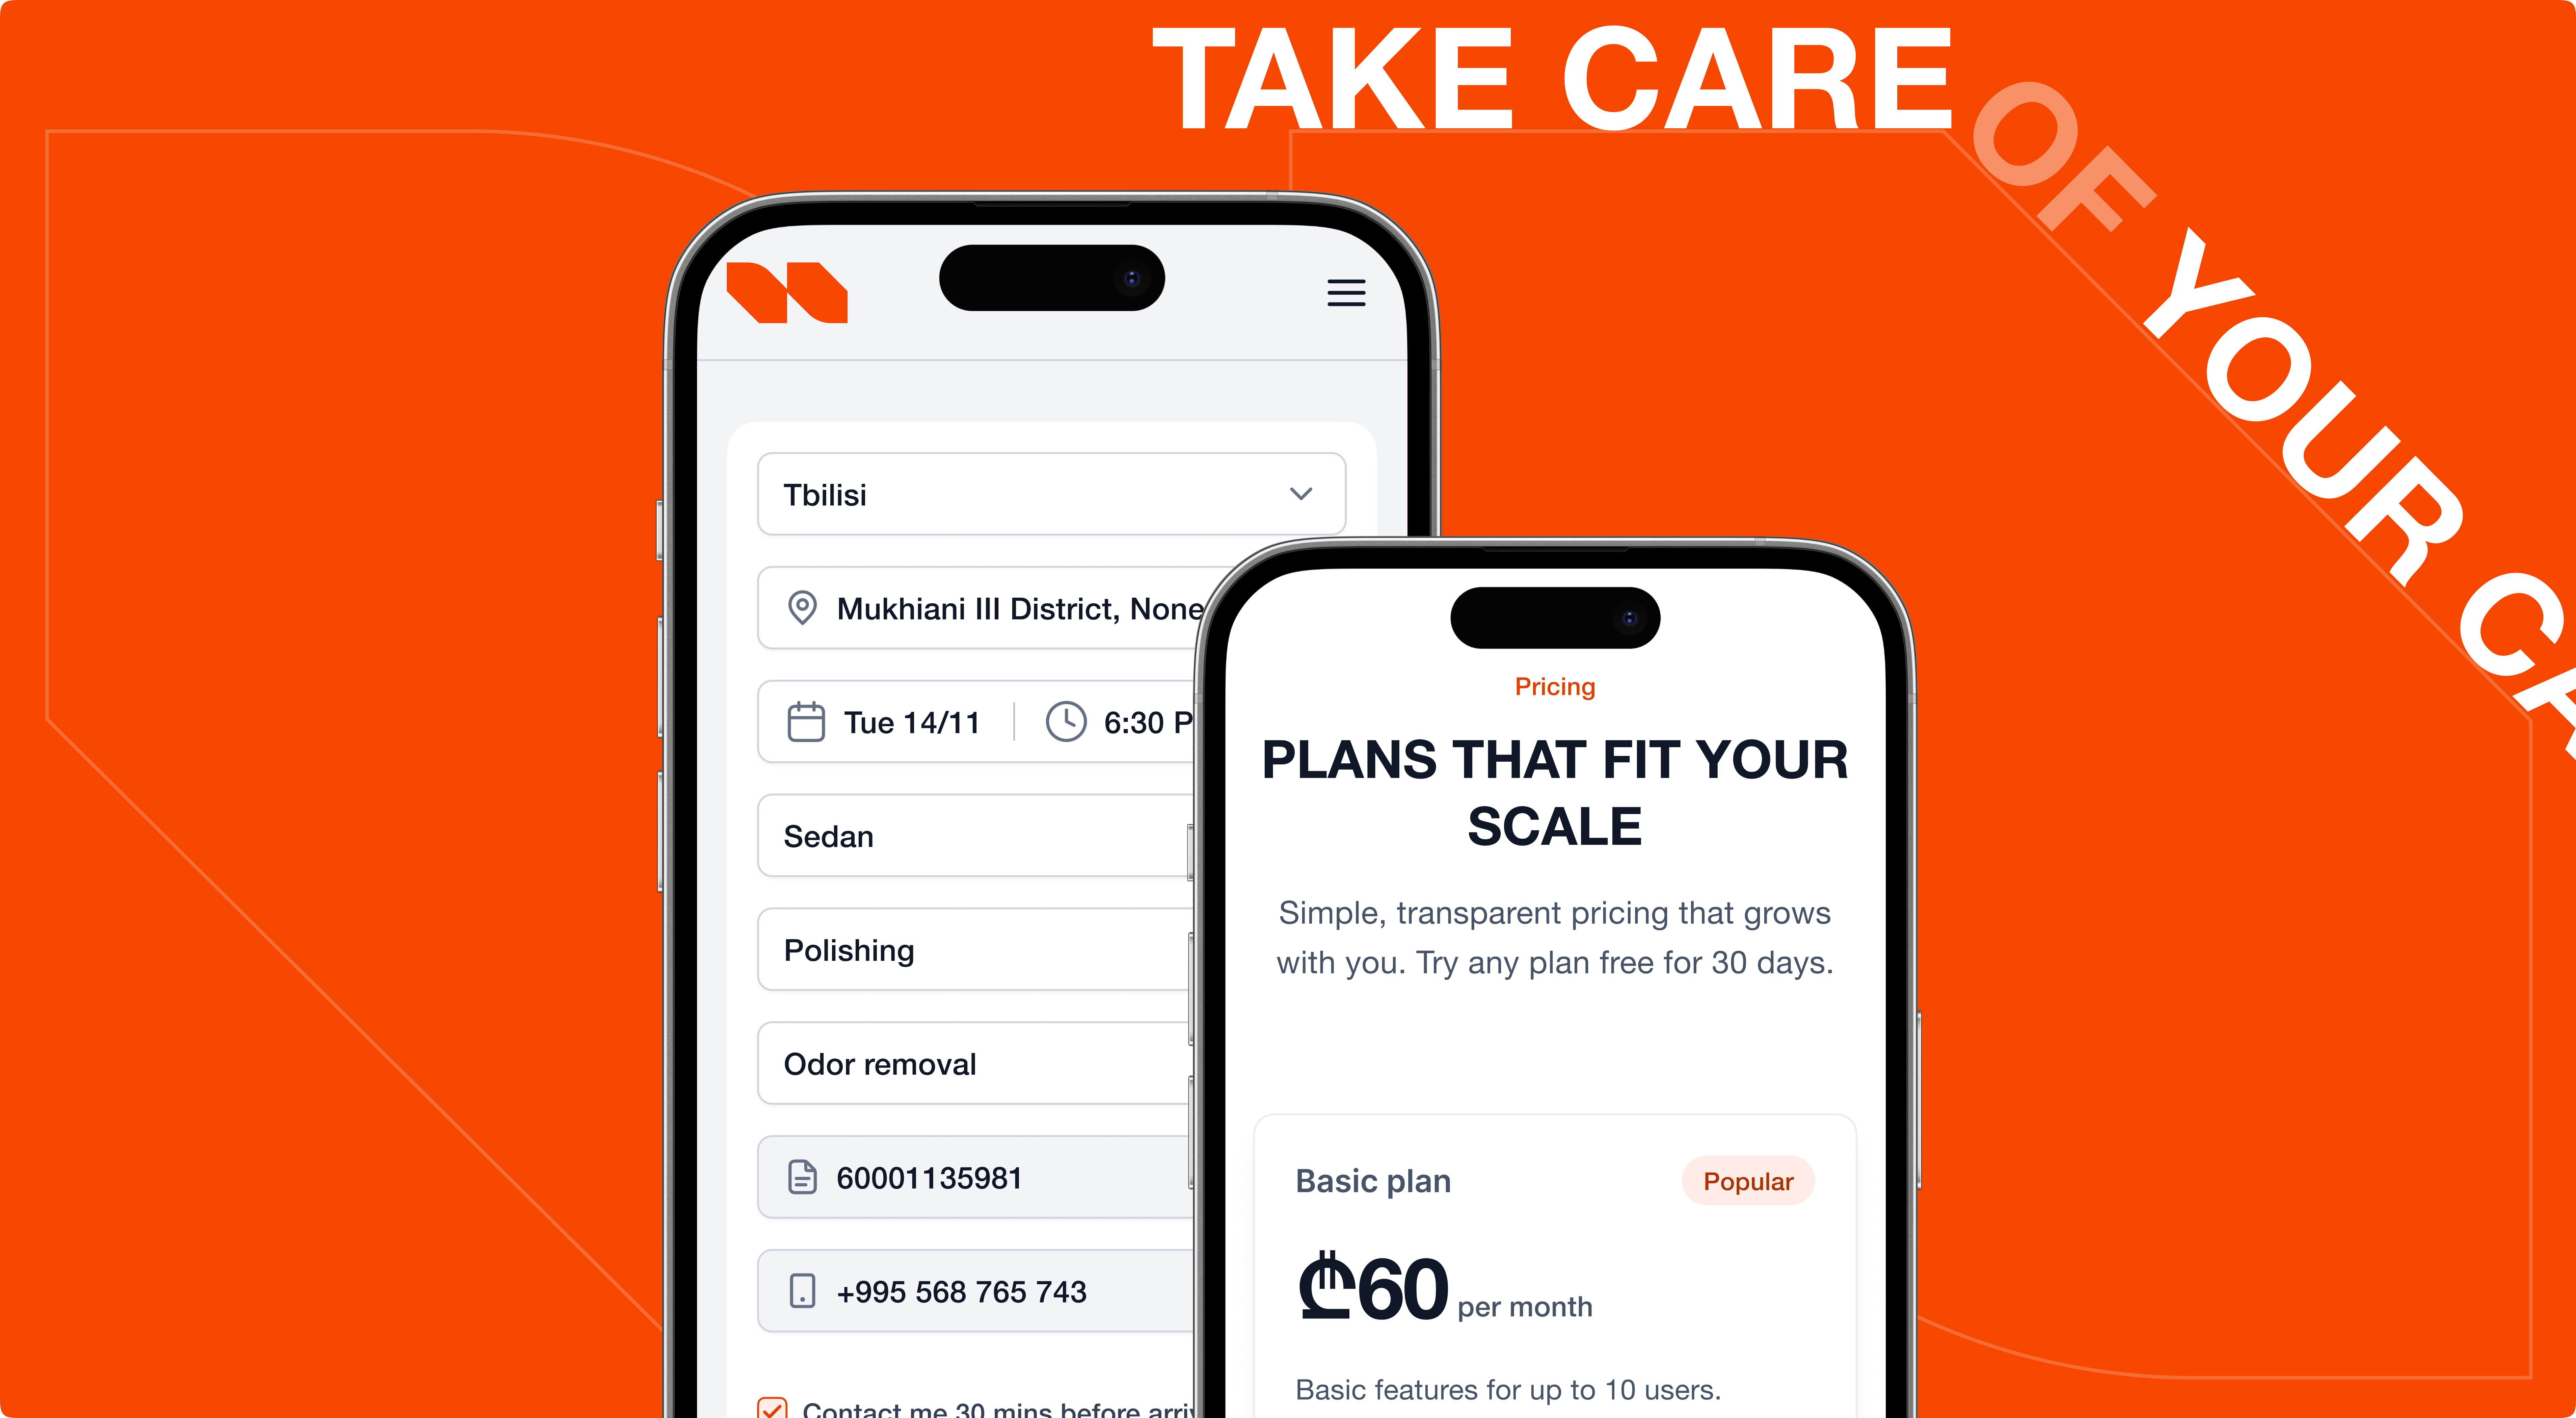 TAKE CARE OF YOUR
Tbilisi
Mukhiani III District, None
Tue 14/11
6:30
Sedan
Polishing
Odor removal
60001135981
+995 568 765 743
Contact me 30 mins before
Pricing
PLANS THAT FIT YOUR
SCALE
Simple, transparent pricing that grows
with you. Try any plan free for 30 days.
Basic plan
Popular
₾60 per month
Basic features for up to 10 users.